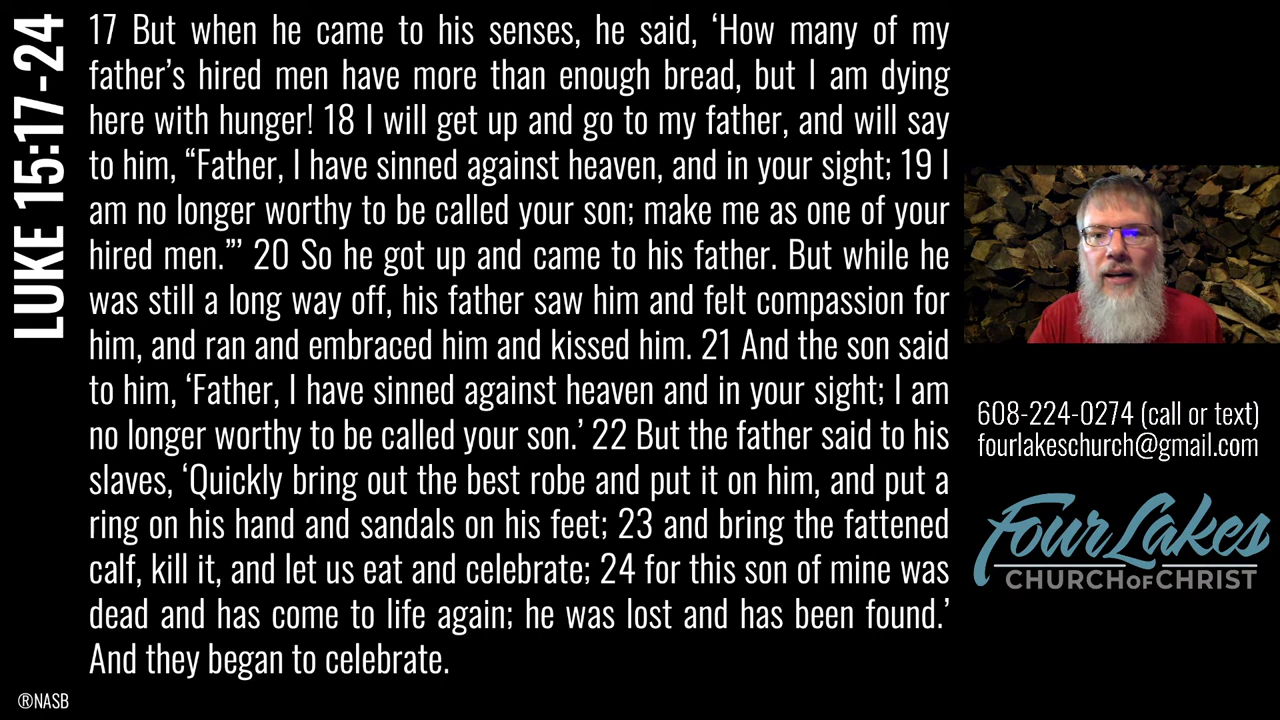 LUKE 15:17-24
17 But when he came to his senses, he said, ‘How many of my
father’s hired men have more than enough bread, but I am dying
here with hunger! 18 I will get up and go to my father, and will say
to him, “Father, I have sinned against heaven, and in your sight; 19 I
am no longer worthy to be called your son; make me as one of your
hired men.”’ 20 So he got up and came to his father. But while he
was still a long way off, his father saw him and felt compassion for
him, and ran and embraced him and kissed him. 21 And the son said
to him, ‘Father, I have sinned against heaven and in your sight; I am
no longer worthy to be called your son.’ 22 But the father said to his
slaves, ‘Quickly bring out the best robe and put it on him, and put a
ring on his hand and sandals on his feet; 23 and bring the fattened
calf, kill it, and let us eat and celebrate; 24 for this son of mine was
dead and has come to life again; he was lost and has been found.’
And they began to celebrate.
®NASB
608-224-0274 (call or text)
fourlakeschurch@gmail.com
Four Lakes
CHURCH OF CHRIST